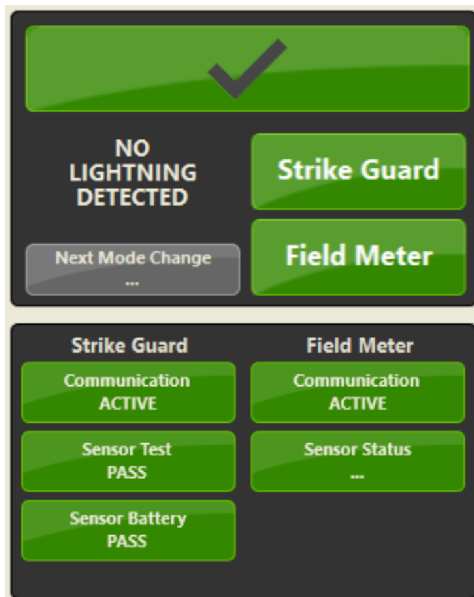 NO
LIGHTNING
DETECTED
Strike Guard
Next Mode Change
...
Field Meter
Strike Guard
Communication
ACTIVE
Sensor Test
PASS
Sensor Battery
PASS
Field Meter
Communication
ACTIVE
Sensor Status
...